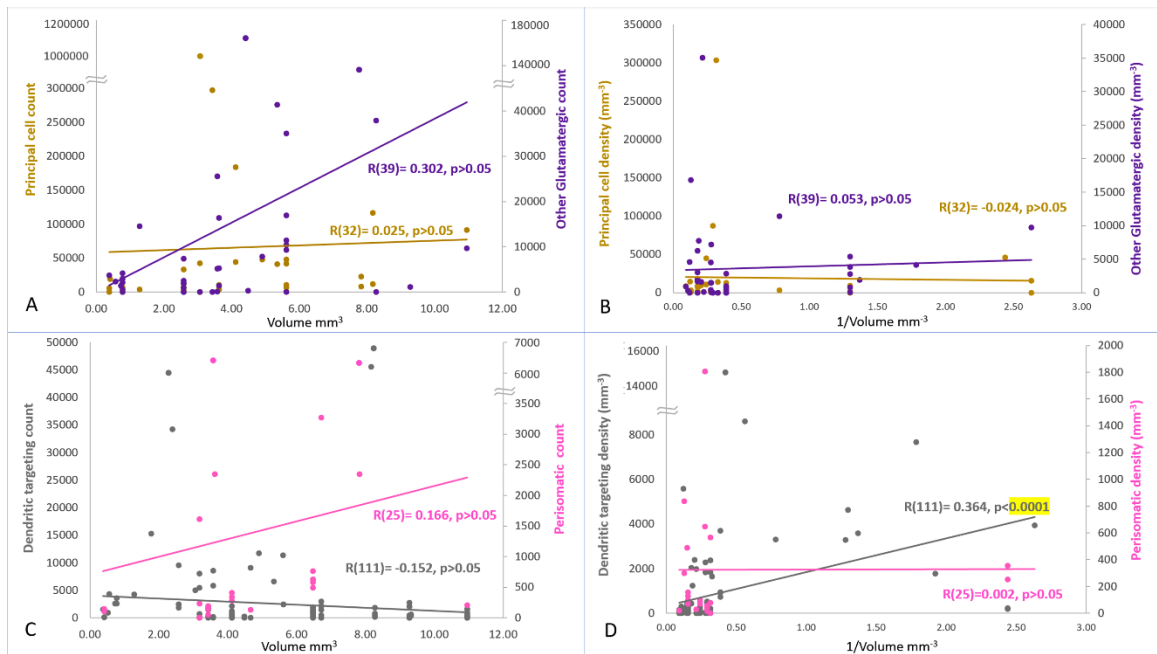 1200000
1000000
300000
250000
200000
150000
100000
50000
0
Principal cell count
180000
140000
40000
30000
20000
10000
0
Other Glutamatergic count
R(39)= 0.302, p>0.05
R(32)= 0.025, p>0.05
A
0.00 2.00 4.00 6.00 8.00 10.00 12.00
Volume mm³
350000
300000
250000
200000
150000
100000
50000
0
Principal cell density (mm⁻³)
40000
35000
30000
25000
20000
15000
10000
5000
0
Other Glutamatergic density (mm⁻³)
R(39)= 0.053, p>0.05
R(32)= -0.024, p>0.05
B
0.00 0.50 1.00 1.50 2.00 2.50 3.00
1/Volume mm⁻³
50000
45000
40000
35000
30000
25000
20000
15000
10000
5000
0
Dendritic targeting count
7000
6000
3500
3000
2500
2000
1500
1000
500
0
Perisomatic count
R(25)= 0.166, p>0.05
R(111)= -0.152, p>0.05
C
0.00 2.00 4.00 6.00 8.00 10.00 12.00
Volume mm³
16000
14000
8000
6000
4000
2000
0
Dendritic targeting density (mm⁻³)
2000
1800
1600
1400
1200
1000
800
600
400
200
0
Perisomatic density (mm⁻³)
R(111)= 0.364, p<0.0001
R(25)=0.002, p>0.05
D
0.00 0.50 1.00 1.50 2.00 2.50 3.00
1/Volume mm⁻³